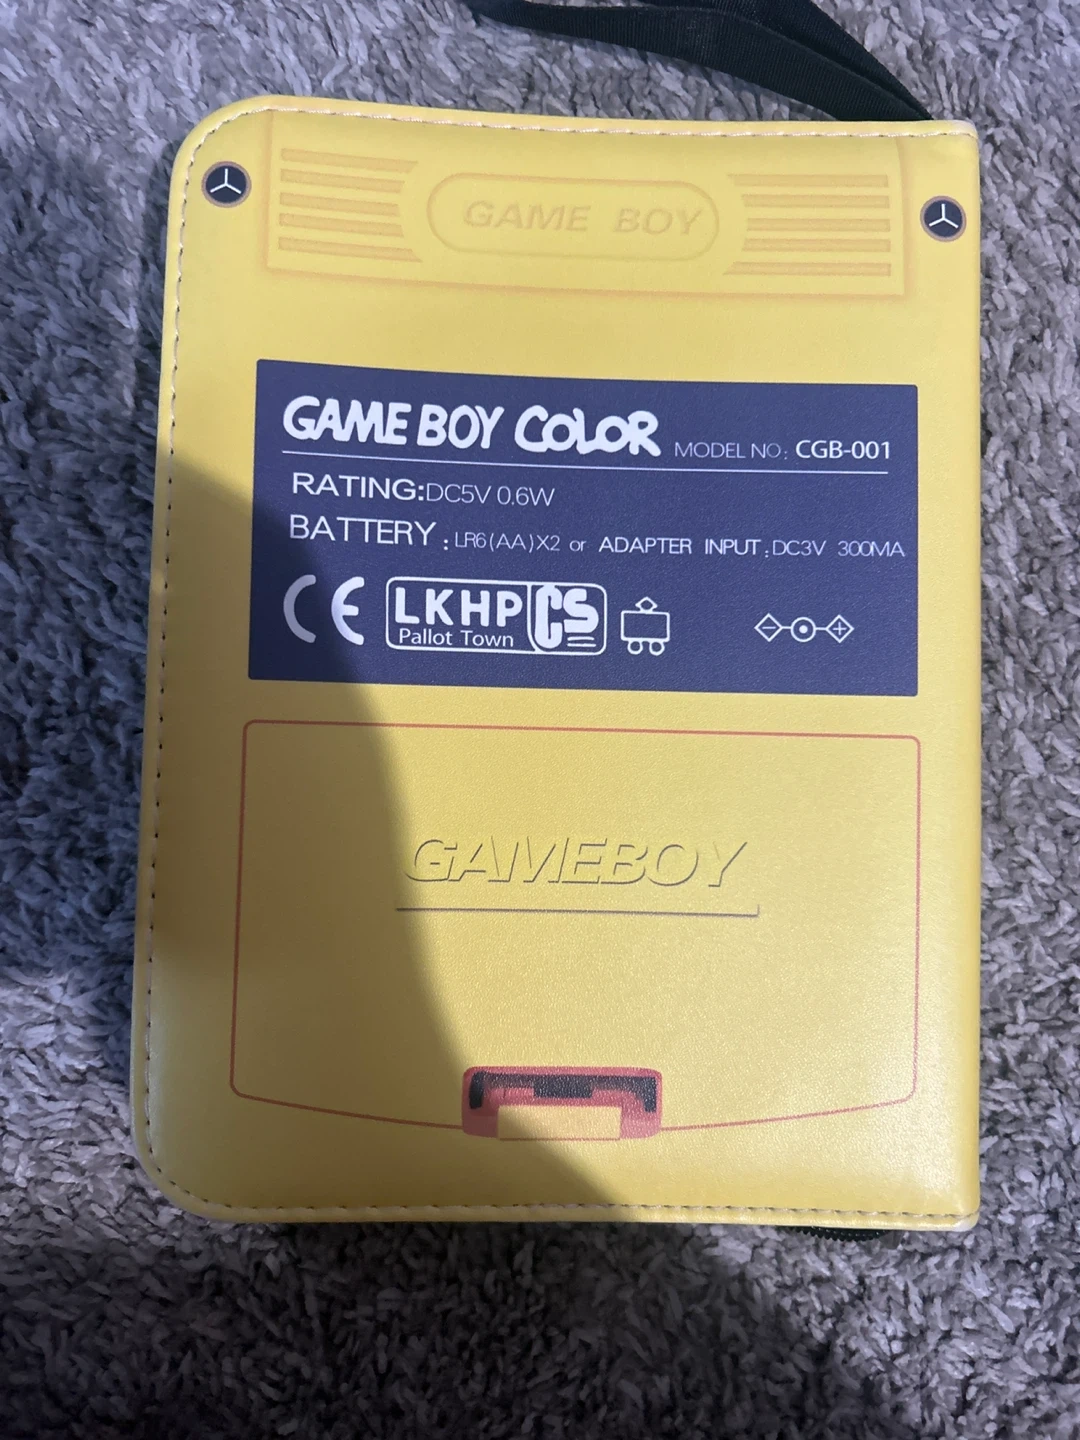 GAME BOY
GAME BOY COLOR MODEL NO: CGB-001
RATING:DC5V 0.6W
BATTERY : LR6(AA)X2 or ADAPTER INPUT : DC3V 300MA
CE LKHP CS
Pallot Town
GAMEBOY